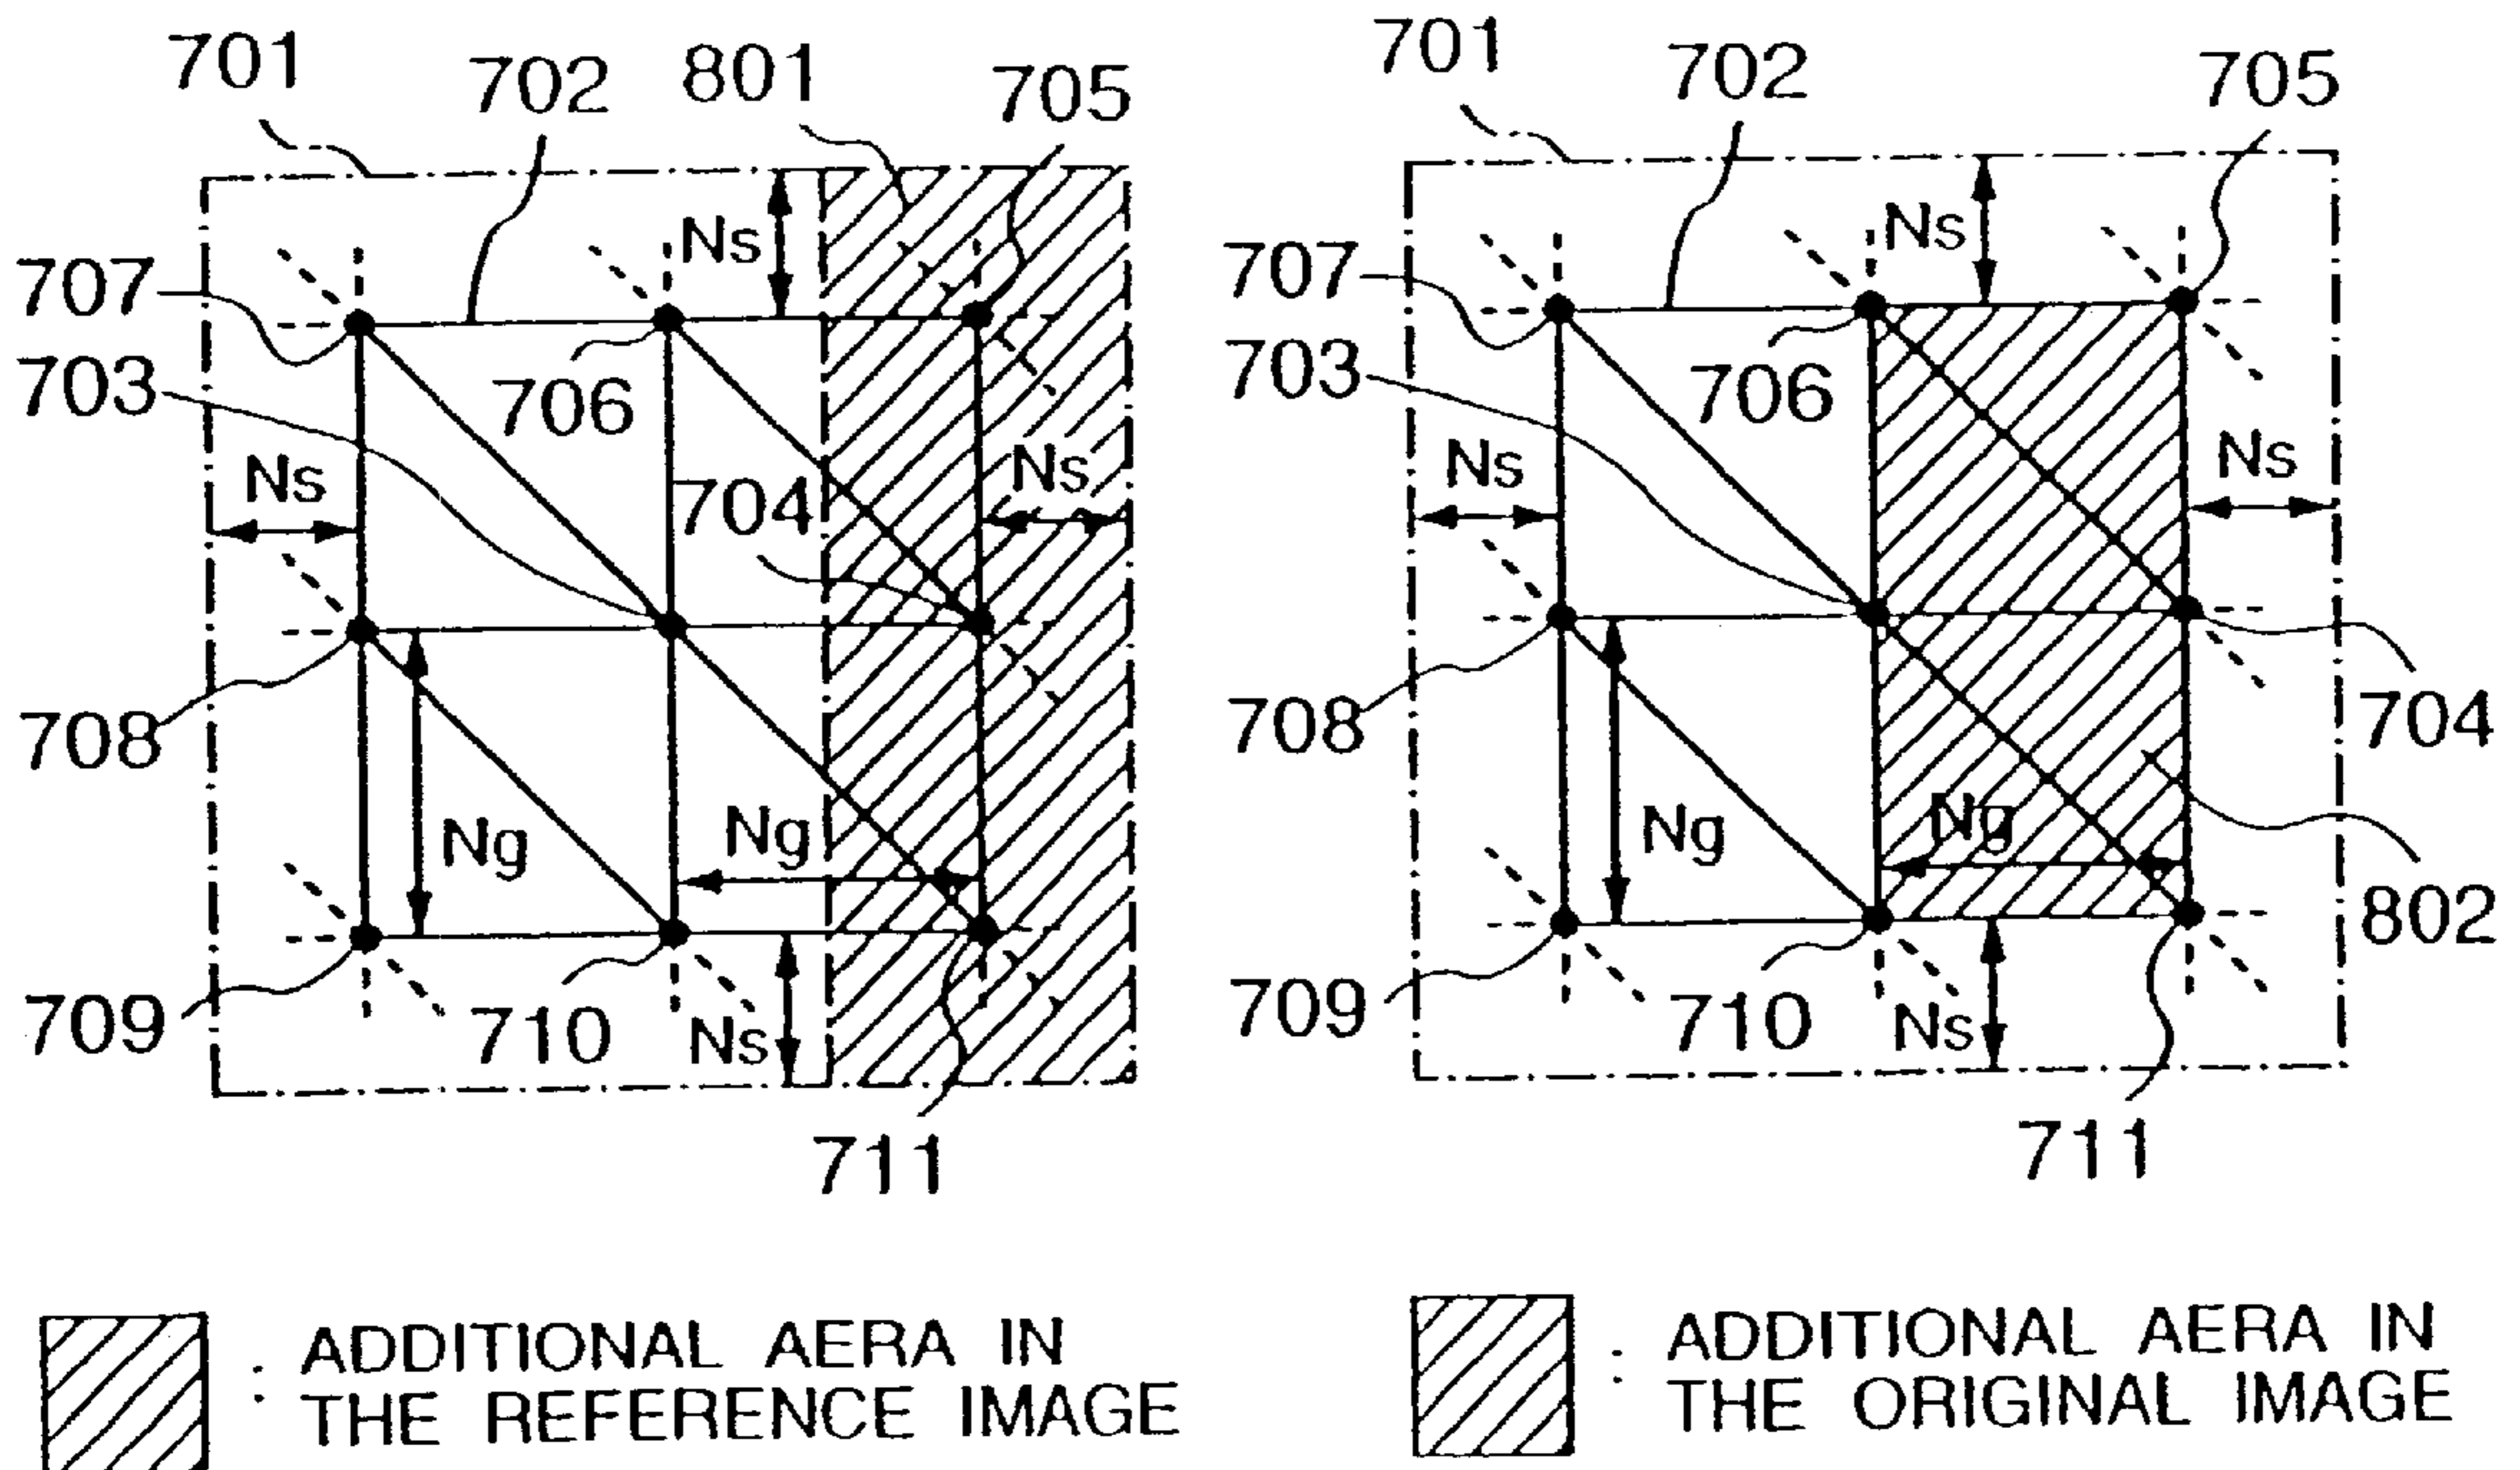 701
702
801
705
Ns
707
703
706
Ns
Ns
704
708
Ng
Ng
709
710
Ns
711
: ADDITIONAL AERA IN
THE REFERENCE IMAGE
701
702
705
Ns
707
703
706
Ns
Ns
708
704
Ng
Ng
802
709
710
Ns
711
: ADDITIONAL AERA IN
THE ORIGINAL IMAGE